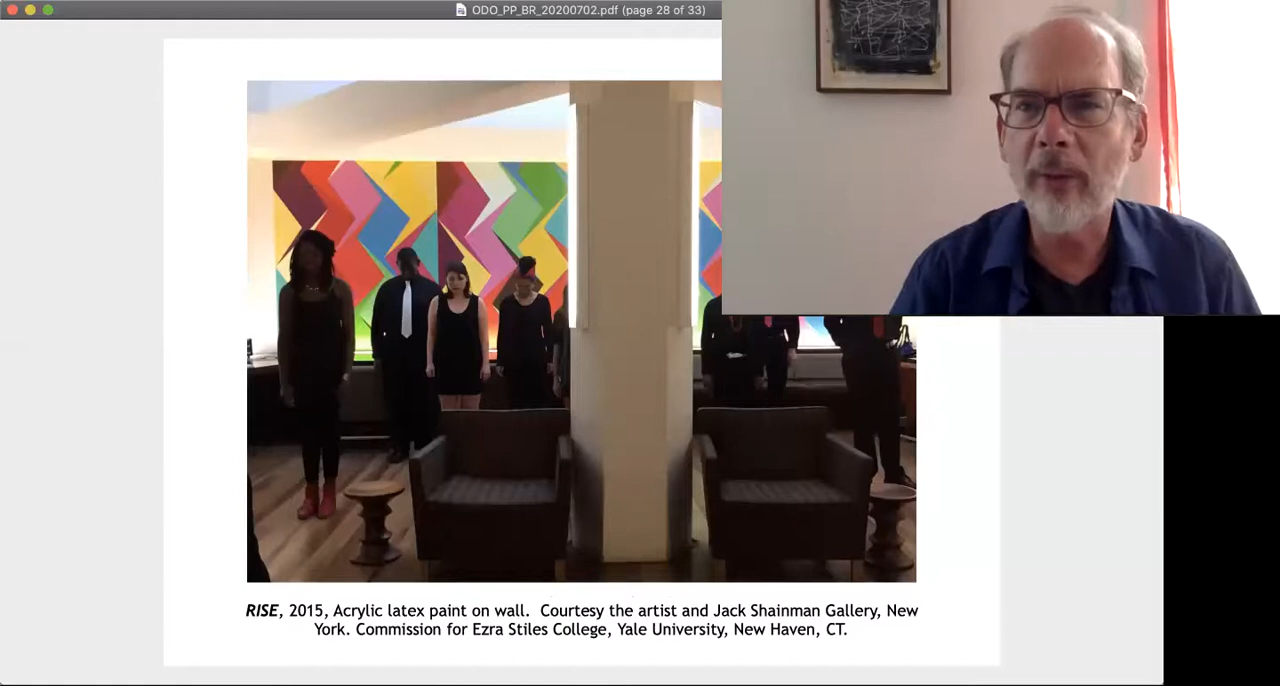 ODO_PP_BR_20200702.pdf (page 28 of 33)
RISE, 2015, Acrylic latex paint on wall. Courtesy the artist and Jack Shainman Gallery, New
York. Commission for Ezra Stiles College, Yale University, New Haven, CT.